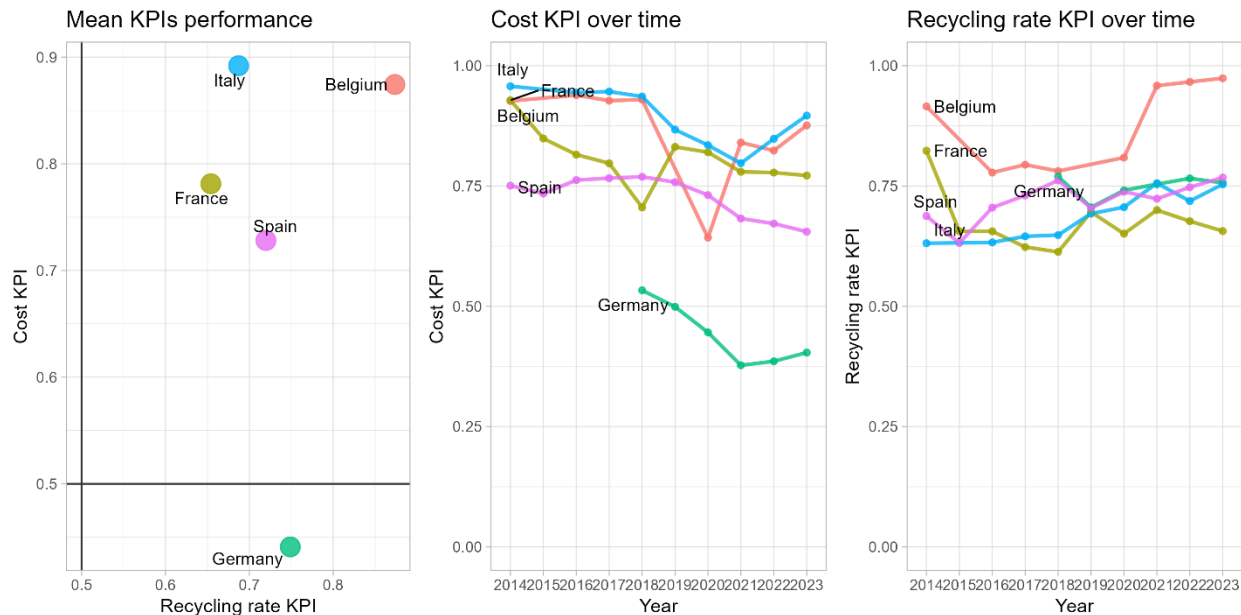 Mean KPIs performance
Cost KPI
0.9
0.8
0.7
0.6
0.5
Italy
Belgium
France
Spain
Germany
0.5
0.7
0.8
Recycling rate KPI
Cost KPI over time
Cost KPI
1.00
0.75
0.50
0.25
0.00
Italy
France
Belgium
Spain
Germany
2014 2015 2016 2017 2018 2019 2020 2021 2022 2023
Year
Recycling rate KPI over time
Recycling rate KPI
1.00
0.75
0.50
0.25
0.00
Belgium
France
Germany
Spain
Italy
2014 2015 2016 2017 2018 2019 2020 2021 2022 2023
Year